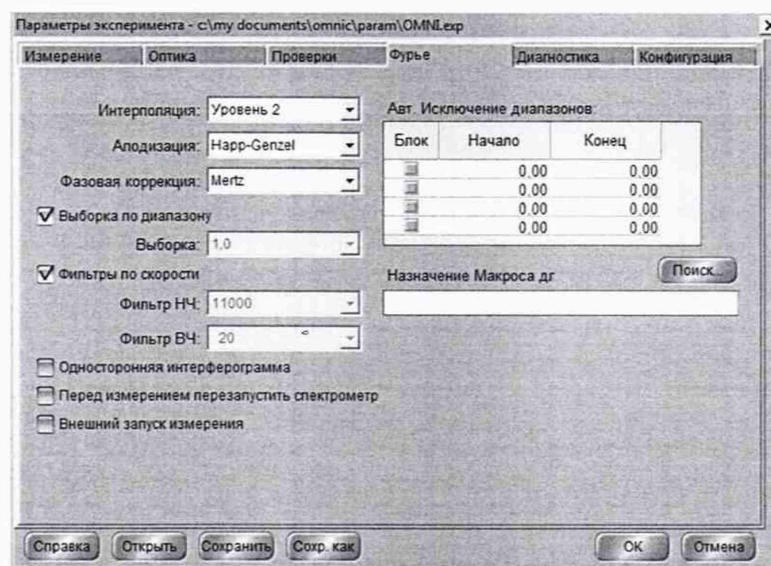 Параметры эксперимента - c:\my documents\omnic\param\OMNI.exp
x
Измерение
Оптика
Проверки
Фурье
Диагностика
Конфигурация
Интерполяция: Уровень 2
Аподизация: Happ-Genzel
Фазовая коррекция: Mertz
Выборка по диапазону
Выборка: 1,0
Фильтры по скорости
Фильтр НЧ: 11000
Фильтр ВЧ: 20
Односторонняя интерферограмма
Перед измерением перезапустить спектрометр
Внешний запуск измерения
Авт. Исключение диапазонов:
Блок Начало Конец
0,00 0,00
0,00 0,00
0,00 0,00
0,00 0,00
Назначение Макроса дг
Поиск...
Справка
Открыть
Сохранить
Сохр. как
OK
Отмена